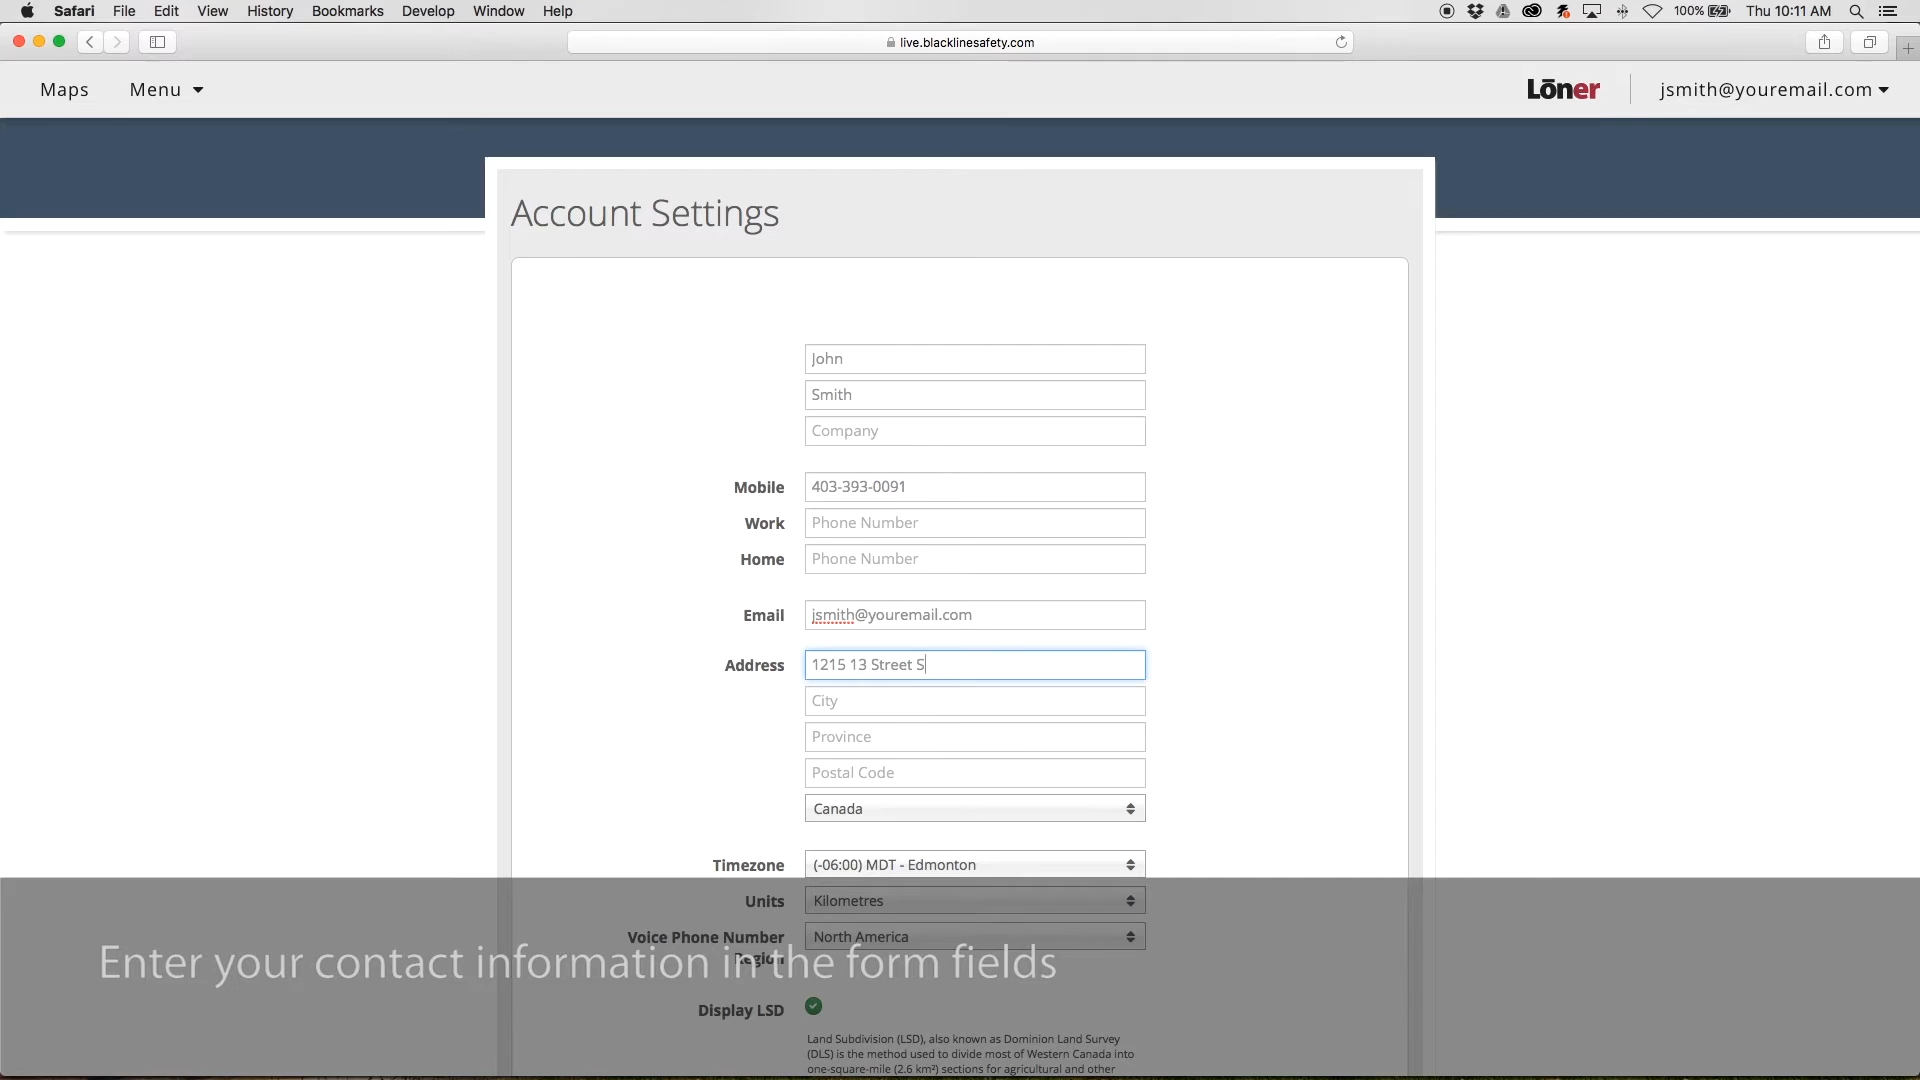 Safari File Edit View History Bookmarks Develop Window Help 100% Thu 10:11 AM
live.blacklinesafety.com
Maps Menu Lōner jsmith@youremail.com
Account Settings
John
Smith
Company
Mobile 403-393-0091
Work Phone Number
Home Phone Number
Email jsmith@youremail.com
Address 1215 13 Street S
City
Province
Postal Code
Canada
Timezone (-06:00) MDT - Edmonton
Units Kilometres
Voice Phone Number North America
Region
Enter your contact information in the form fields
Display LSD
Land Subdivision (LSD), also known as Dominion Land Survey
(DLS) is the method used to divide most of Western Canada into
one-square-mile (2.6 km²) sections for agricultural and other